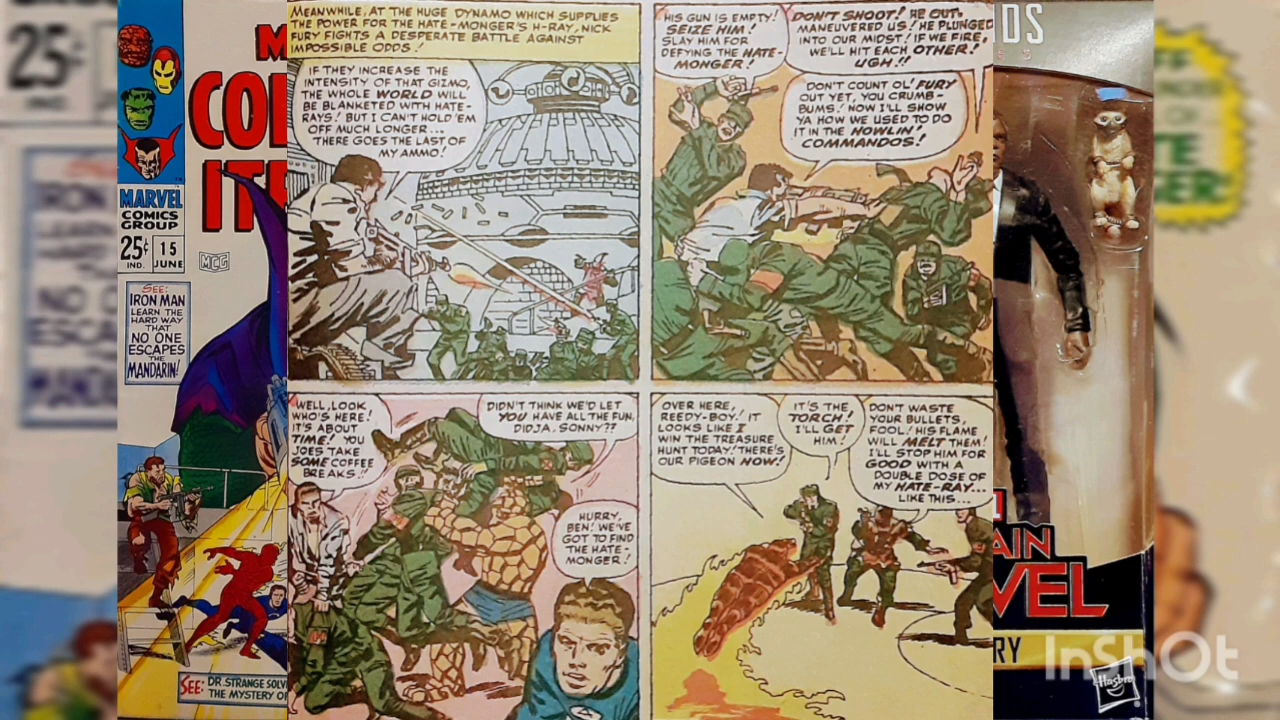 25¢
M
COL
ITE
MARVEL
COMICS
GROUP
25¢ 15
IND. JUNE
MCG
SEE:
IRON MAN
LEARN THE
HARD WAY
THAT
NO ONE
ESCAPES
THE
MANDARIN!
SEE: DR. STRANGE SOLV
THE MYSTERY OF
MEANWHILE, AT THE HUGE DYNAMO WHICH SUPPLIES
THE POWER FOR THE HATE-MONGER'S H-RAY, NICK
FURY FIGHTS A DESPERATE BATTLE AGAINST
IMPOSSIBLE ODDS!
IF THEY INCREASE THE
INTENSITY OF THAT GIZMO,
THE WHOLE WORLD WILL
BE BLANKETED WITH HATE-
RAYS! BUT I CAN'T HOLD 'EM
OFF MUCH LONGER...
THERE GOES THE LAST OF
MY AMMO!
HIS GUN IS EMPTY!
SEIZE HIM!
SLAY HIM FOR
DEFYING THE HATE-
MONGER!
DON'T SHOOT! HE OUT-
MANEUVERED US! HE PLUNGED
INTO OUR MIDST! IF WE FIRE,
WE'LL HIT EACH OTHER!
UGH.!!
DON'T COUNT OL' FURY
OUT YET, YOU CRUMB-
BUMS! NOW I'LL SHOW
YA HOW WE USED TO DO
IT IN THE HOWLIN'
COMMANDOS!
WELL, LOOK
WHO'S HERE!
IT'S ABOUT
TIME! YOU
JOES TAKE
SOME COFFEE
BREAKS!!
DIDN'T THINK WE'D LET
YOU HAVE ALL THE FUN,
DIDJA, SONNY??
HURRY,
BEN! WE'VE
GOT TO FIND
THE HATE-
MONGER!
OVER HERE,
REEDY-BOY! IT
LOOKS LIKE I
WIN THE TREASURE
HUNT TODAY! THERE'S
OUR PIGEON NOW!
IT'S THE
TORCH!
I'LL GET
HIM!
DON'T WASTE
YOUR BULLETS,
FOOL! HIS FLAME
WILL MELT THEM!
I'LL STOP HIM FOR
GOOD WITH A
DOUBLE DOSE OF
MY HATE-RAY...
LIKE THIS...
NDS
AIN
VEL
RY
Hasbro
InShOt